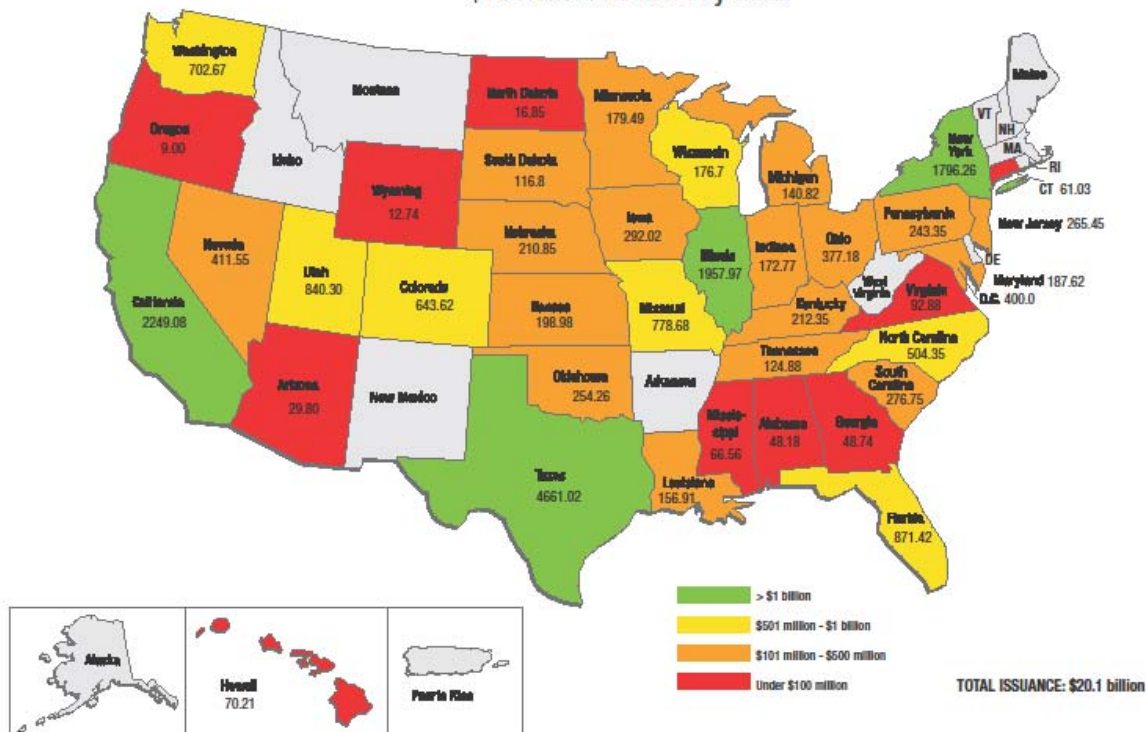 Washington
702.67
Montana
North Dakota
16.85
Minnesota
179.49
Maine
VT
NH
MA
RI
CT 61.03
New
York
1796.26
Oregon
9.00
Idaho
Wyoming
12.74
South Dakota
116.8
Wisconsin
176.7
Michigan
140.82
Nevada
411.55
Utah
840.30
Colorado
643.62
Nebraska
210.85
Iowa
292.02
Illinois
1957.97
Indiana
172.77
Ohio
377.18
Pennsylvania
243.35
New Jersey 265.45
DE
Maryland 187.62
D.C. 400.0
West
Virginia
Virginia
92.88
California
2249.08
Kansas
198.98
Missouri
778.68
Kentucky
212.35
Tennessee
124.88
North Carolina
504.35
South
Carolina
276.75
Arizona
29.80
New Mexico
Oklahoma
254.26
Arkansas
Missis-
sippi
66.56
Alabama
48.18
Georgia
48.74
Texas
4661.02
Louisiana
156.91
Florida
871.42
Alaska
Hawaii
70.21
Puerto Rico
> $1 billion
$501 million - $1 billion
$101 million - $500 million
Under $100 million
TOTAL ISSUANCE: $20.1 billion